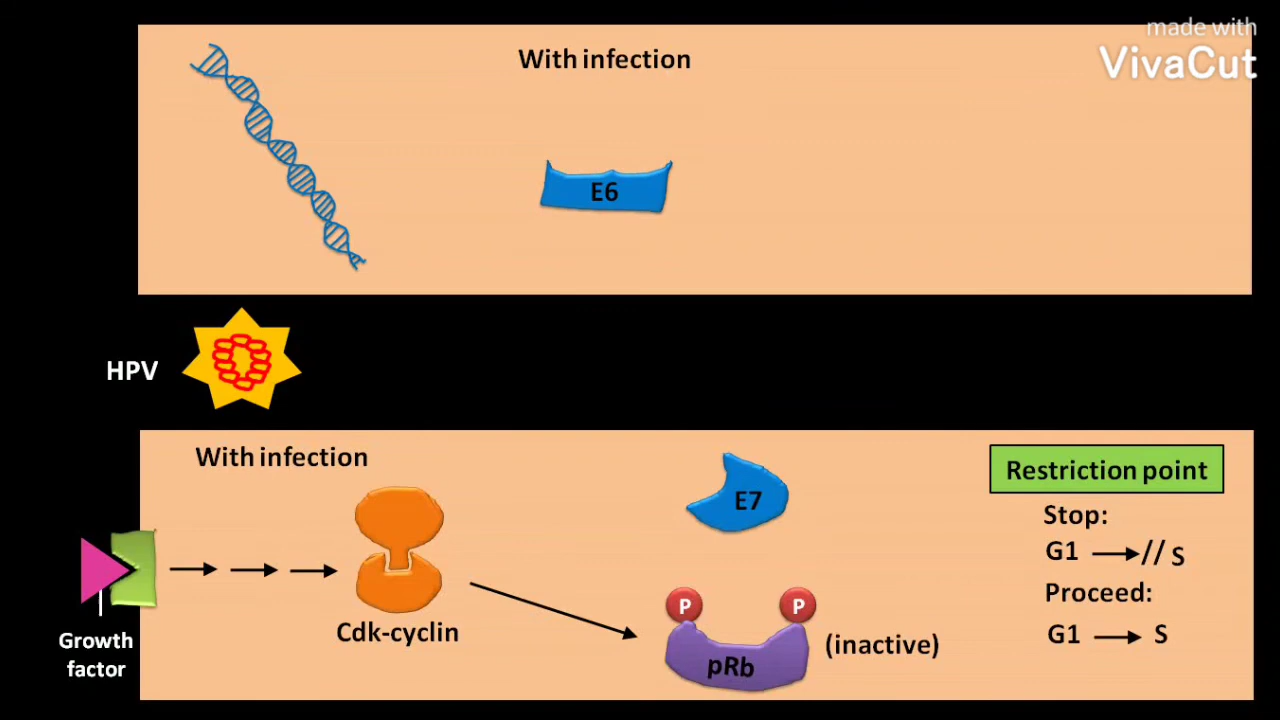 made with
VivaCut
With infection
E6
HPV
With infection
E7
Restriction point
Stop:
G1 // S
Proceed:
G1 S
P P
pRb
(inactive)
Cdk-cyclin
Growth
factor